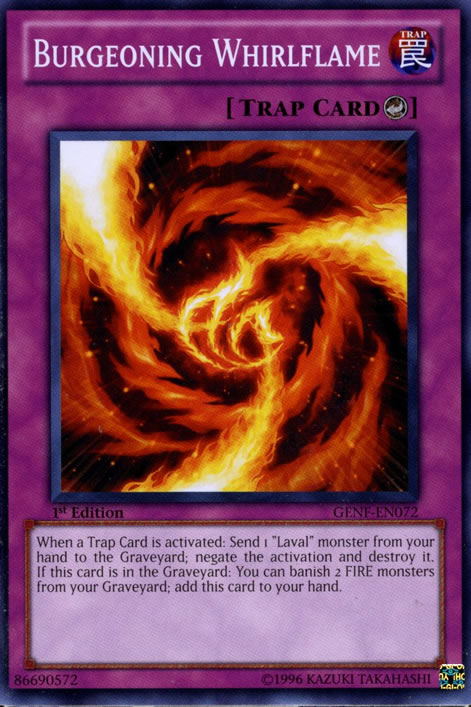 BURGEONING WHIRLFLAME
TRAP
罠
[TRAP CARD]
1st Edition
GENF-EN072
When a Trap Card is activated: Send 1 "Laval" monster from your
hand to the Graveyard; negate the activation and destroy it.
If this card is in the Graveyard: You can banish 2 FIRE monsters
from your Graveyard; add this card to your hand.
86690572
©1996 KAZUKI TAKAHASHI